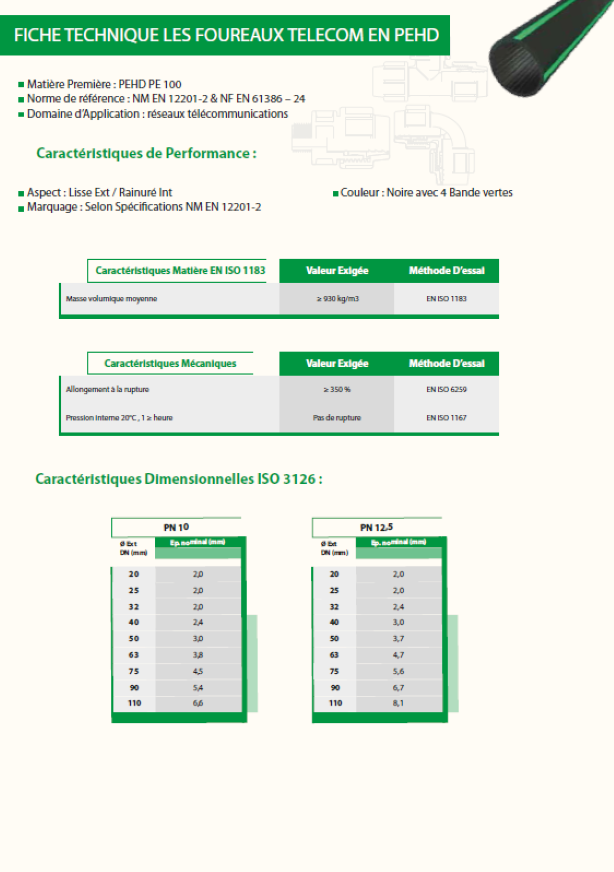 FICHE TECHNIQUE LES FOUREAUX TELECOM EN PEHD
Matière Première : PEHD PE 100
Norme de référence : NM EN 12201-2 & NF EN 61386 – 24
Domaine d'Application : réseaux télécommunications
Caractéristiques de Performance :
Aspect : Lisse Ext / Rainuré Int
Couleur : Noire avec 4 Bande vertes
Marquage : Selon Spécifications NM EN 12201-2
Caractéristiques Matière EN ISO 1183 Valeur Exigée Méthode D'essai
Masse volumique moyenne ≥ 930 kg/m3 EN ISO 1183
Caractéristiques Mécaniques Valeur Exigée Méthode D'essai
Allongement à la rupture ≥ 350 % EN ISO 6259
Pression Interne 20°C , 1 ≥ heure Pas de rupture EN ISO 1167
Caractéristiques Dimensionnelles ISO 3126 :
PN 10
Ø Ext Ep. nominal (mm)
DN (mm)
20 2,0
25 2,0
32 2,0
40 2,4
50 3,0
63 3,8
75 4,5
90 5,4
110 6,6
PN 12,5
Ø Ext Ep. nominal (mm)
DN (mm)
20 2,0
25 2,0
32 2,4
40 3,0
50 3,7
63 4,7
75 5,6
90 6,7
110 8,1